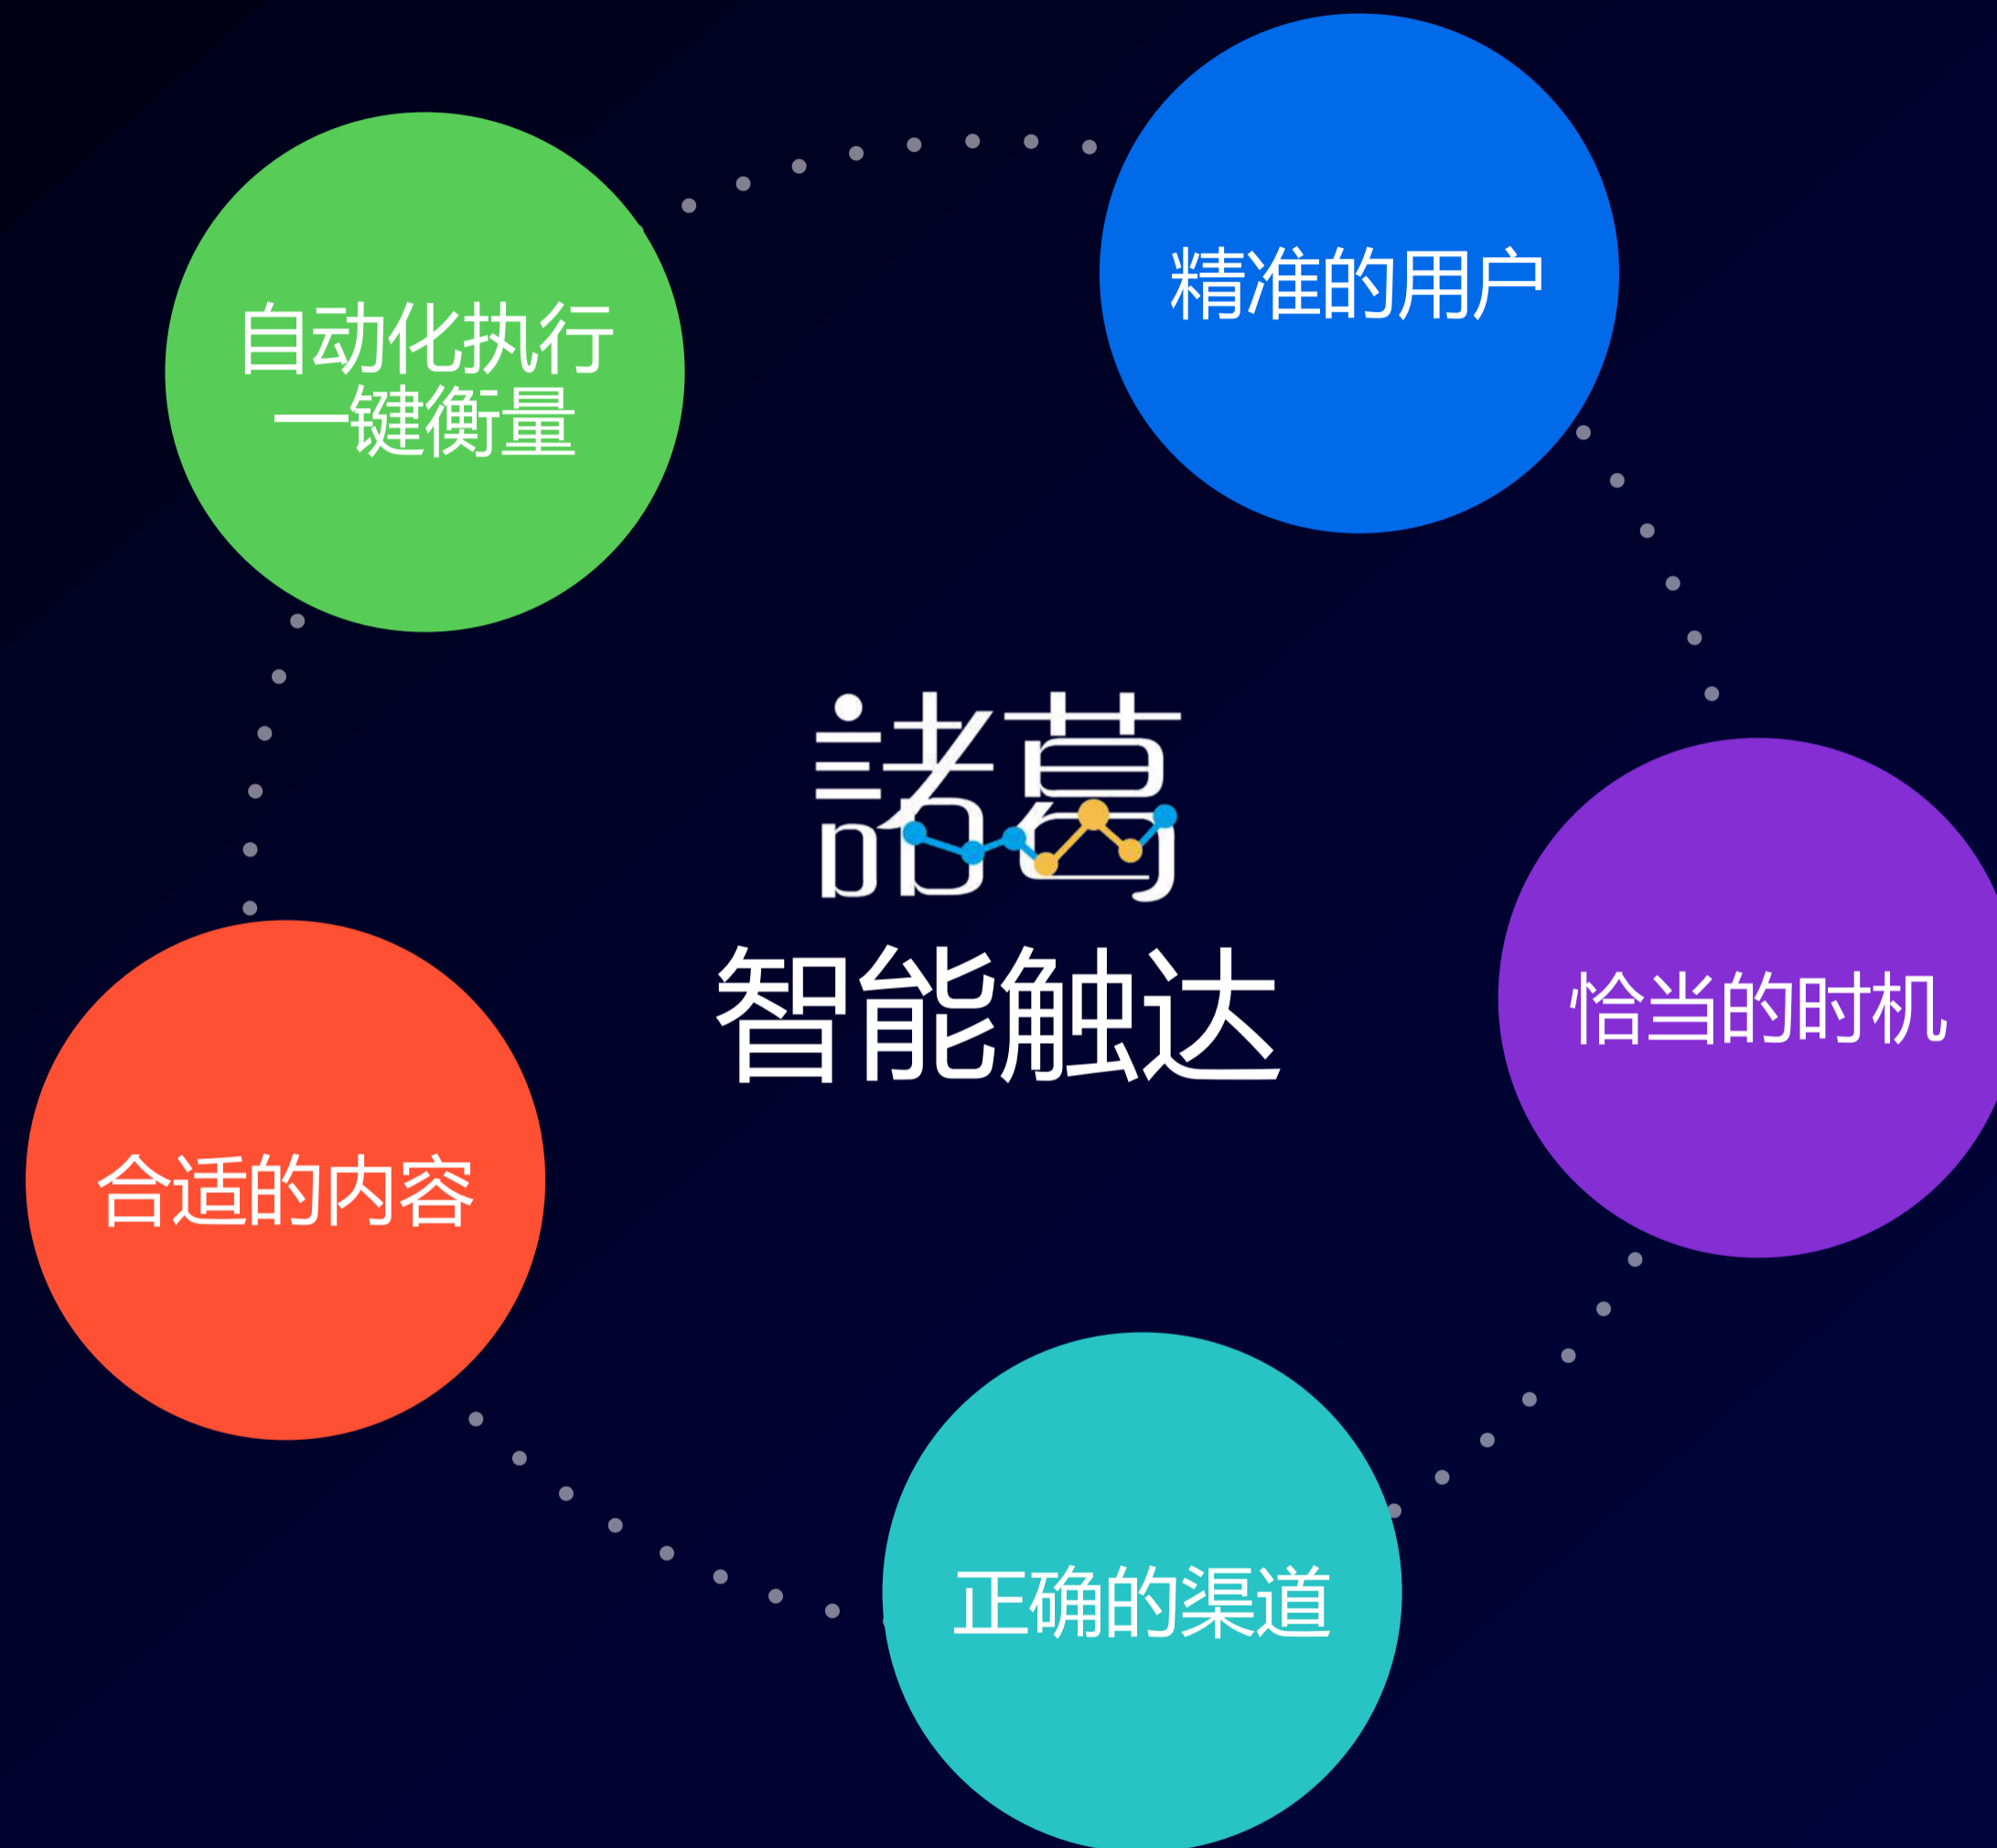 精准的用户
自动化执行
一键衡量
諸葛
智能触达
恰当的时机
合适的内容
正确的渠道